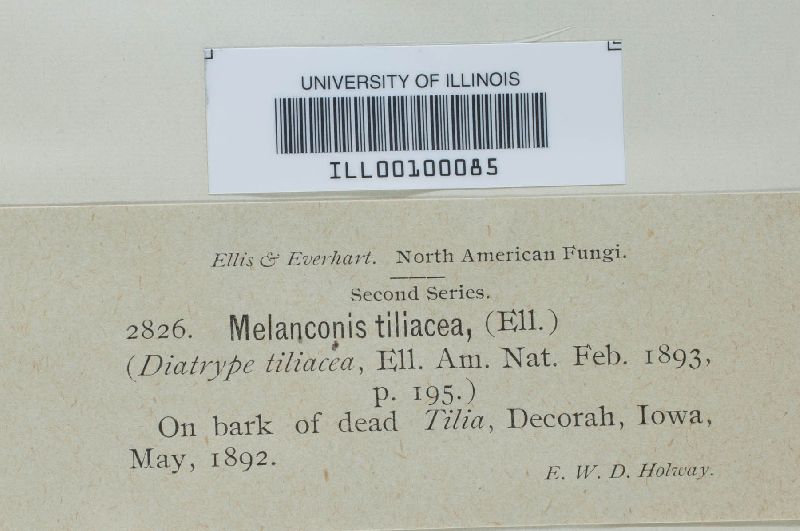 UNIVERSITY OF ILLINOIS
ILL00100085
Ellis & Everhart. North American Fungi.
Second Series.
2826. Melanconis tiliacea, (Ell.)
(Diatrype tiliacea, Ell. Am. Nat. Feb. 1893,
p. 195.)
On bark of dead Tilia, Decorah, Iowa,
May, 1892.
E. W. D. Holway.